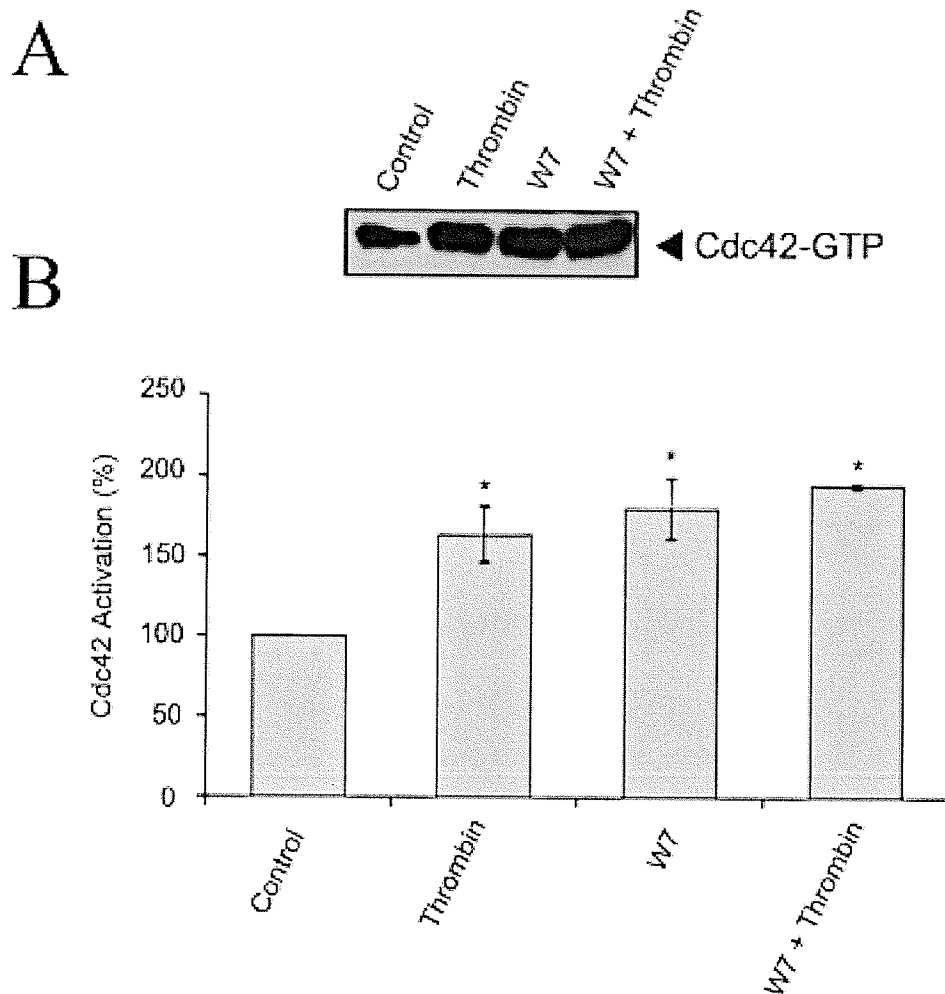 A
Control
Thrombin
W7
W7 + Thrombin
Cdc42-GTP
B
250
200
150
100
50
0
Cdc42 Activation (%)
*
*
*
Control
Thrombin
W7
W7 + Thrombin